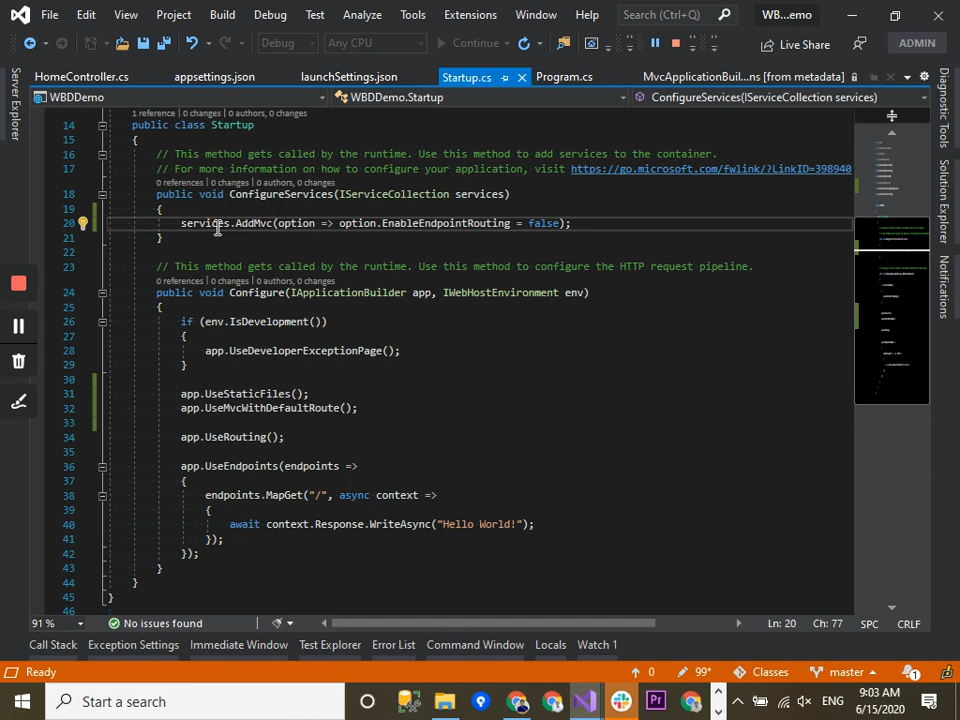 File Edit View Project Build Debug Test Analyze Tools Extensions Window Help Search (Ctrl+Q) WB...emo
Debug Any CPU Continue Live Share ADMIN
HomeController.cs appsettings.json launchSettings.json Startup.cs Program.cs MvcApplicationBuil...ns [from metadata]
WBDDemo WBDDemo.Startup ConfigureServices(IServiceCollection services)
Server Explorer
Diagnostic Tools
Solution Explorer
Notifications
1 reference | 0 changes | 0 authors, 0 changes
14 public class Startup
15 {
16 // This method gets called by the runtime. Use this method to add services to the container.
17 // For more information on how to configure your application, visit https://go.microsoft.com/fwlink/?LinkID=398940
0 references | 0 changes | 0 authors, 0 changes
18 public void ConfigureServices(IServiceCollection services)
19 {
20 services.AddMvc(option => option.EnableEndpointRouting = false);
21 }
22
23 // This method gets called by the runtime. Use this method to configure the HTTP request pipeline.
0 references | 0 changes | 0 authors, 0 changes
24 public void Configure(IApplicationBuilder app, IWebHostEnvironment env)
25 {
26 if (env.IsDevelopment())
27 {
28 app.UseDeveloperExceptionPage();
29 }
30
31 app.UseStaticFiles();
32 app.UseMvcWithDefaultRoute();
33
34 app.UseRouting();
35
36 app.UseEndpoints(endpoints =>
37 {
38 endpoints.MapGet("/", async context =>
39 {
40 await context.Response.WriteAsync("Hello World!");
41 });
42 });
43 }
44 }
45 }
46
91 % No issues found Ln: 20 Ch: 77 SPC CRLF
Call Stack Exception Settings Immediate Window Test Explorer Error List Command Window Locals Watch 1
Ready 0 99* Classes master 1
Start a search Pr ENG 9:03 AM
6/15/2020